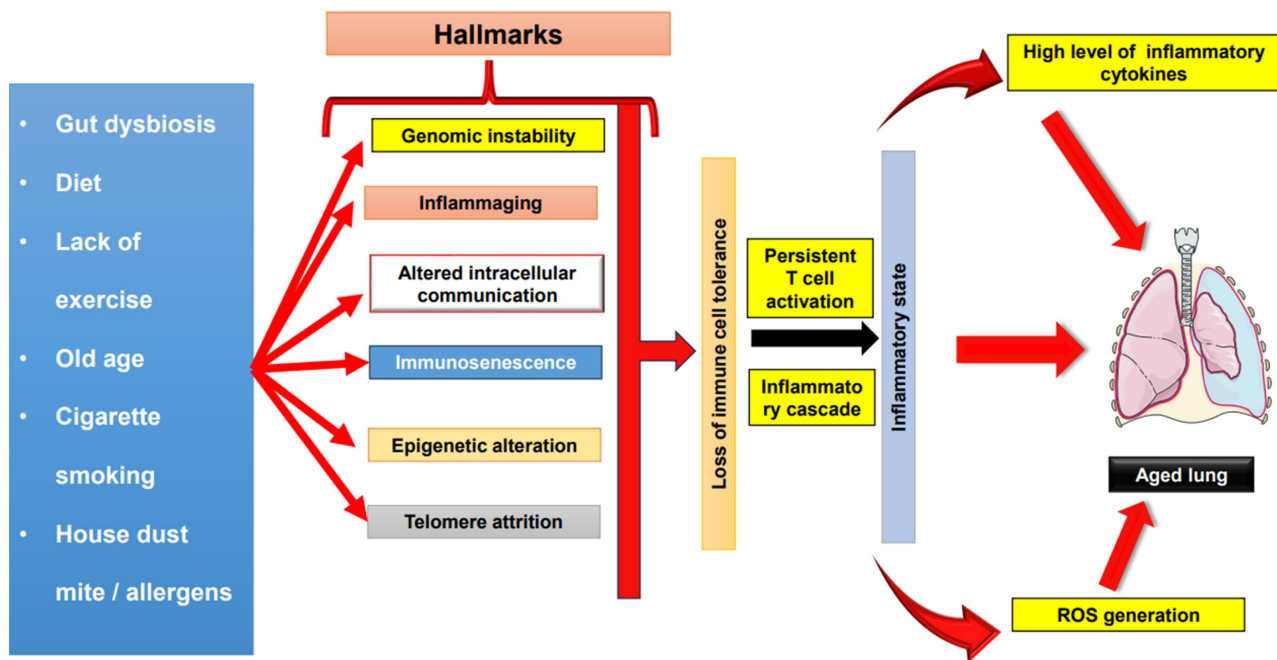 Hallmarks
• Gut dysbiosis
• Diet
• Lack of
exercise
• Old age
• Cigarette
smoking
• House dust
mite / allergens
Genomic instability
Inflammaging
Altered intracellular
communication
Immunosenescence
Epigenetic alteration
Telomere attrition
Loss of immune cell tolerance
Persistent
T cell
activation
Inflammato
ry cascade
Inflammatory state
High level of inflammatory
cytokines
Aged lung
ROS generation